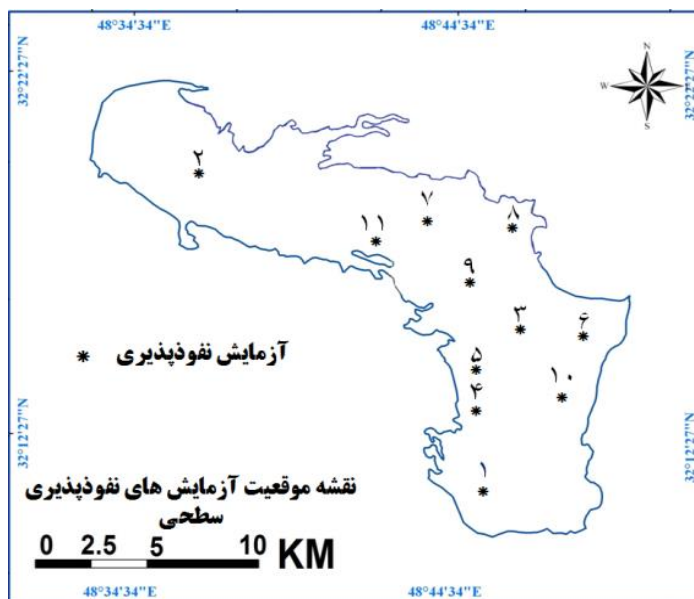 48°34'34"E 48°44'34"E
32°22'27"N 32°22'27"N
N
W E
S
۲
۷
۸
۱۱
۹
۳
۶
۵
۱۰
۴
آزمایش نفوذپذیری
32°12'27"N 32°12'27"N
۱
نقشه موقعیت آزمایش های نفوذپذیری
سطحی
0 2.5 5 10 KM
48°34'34"E 48°44'34"E